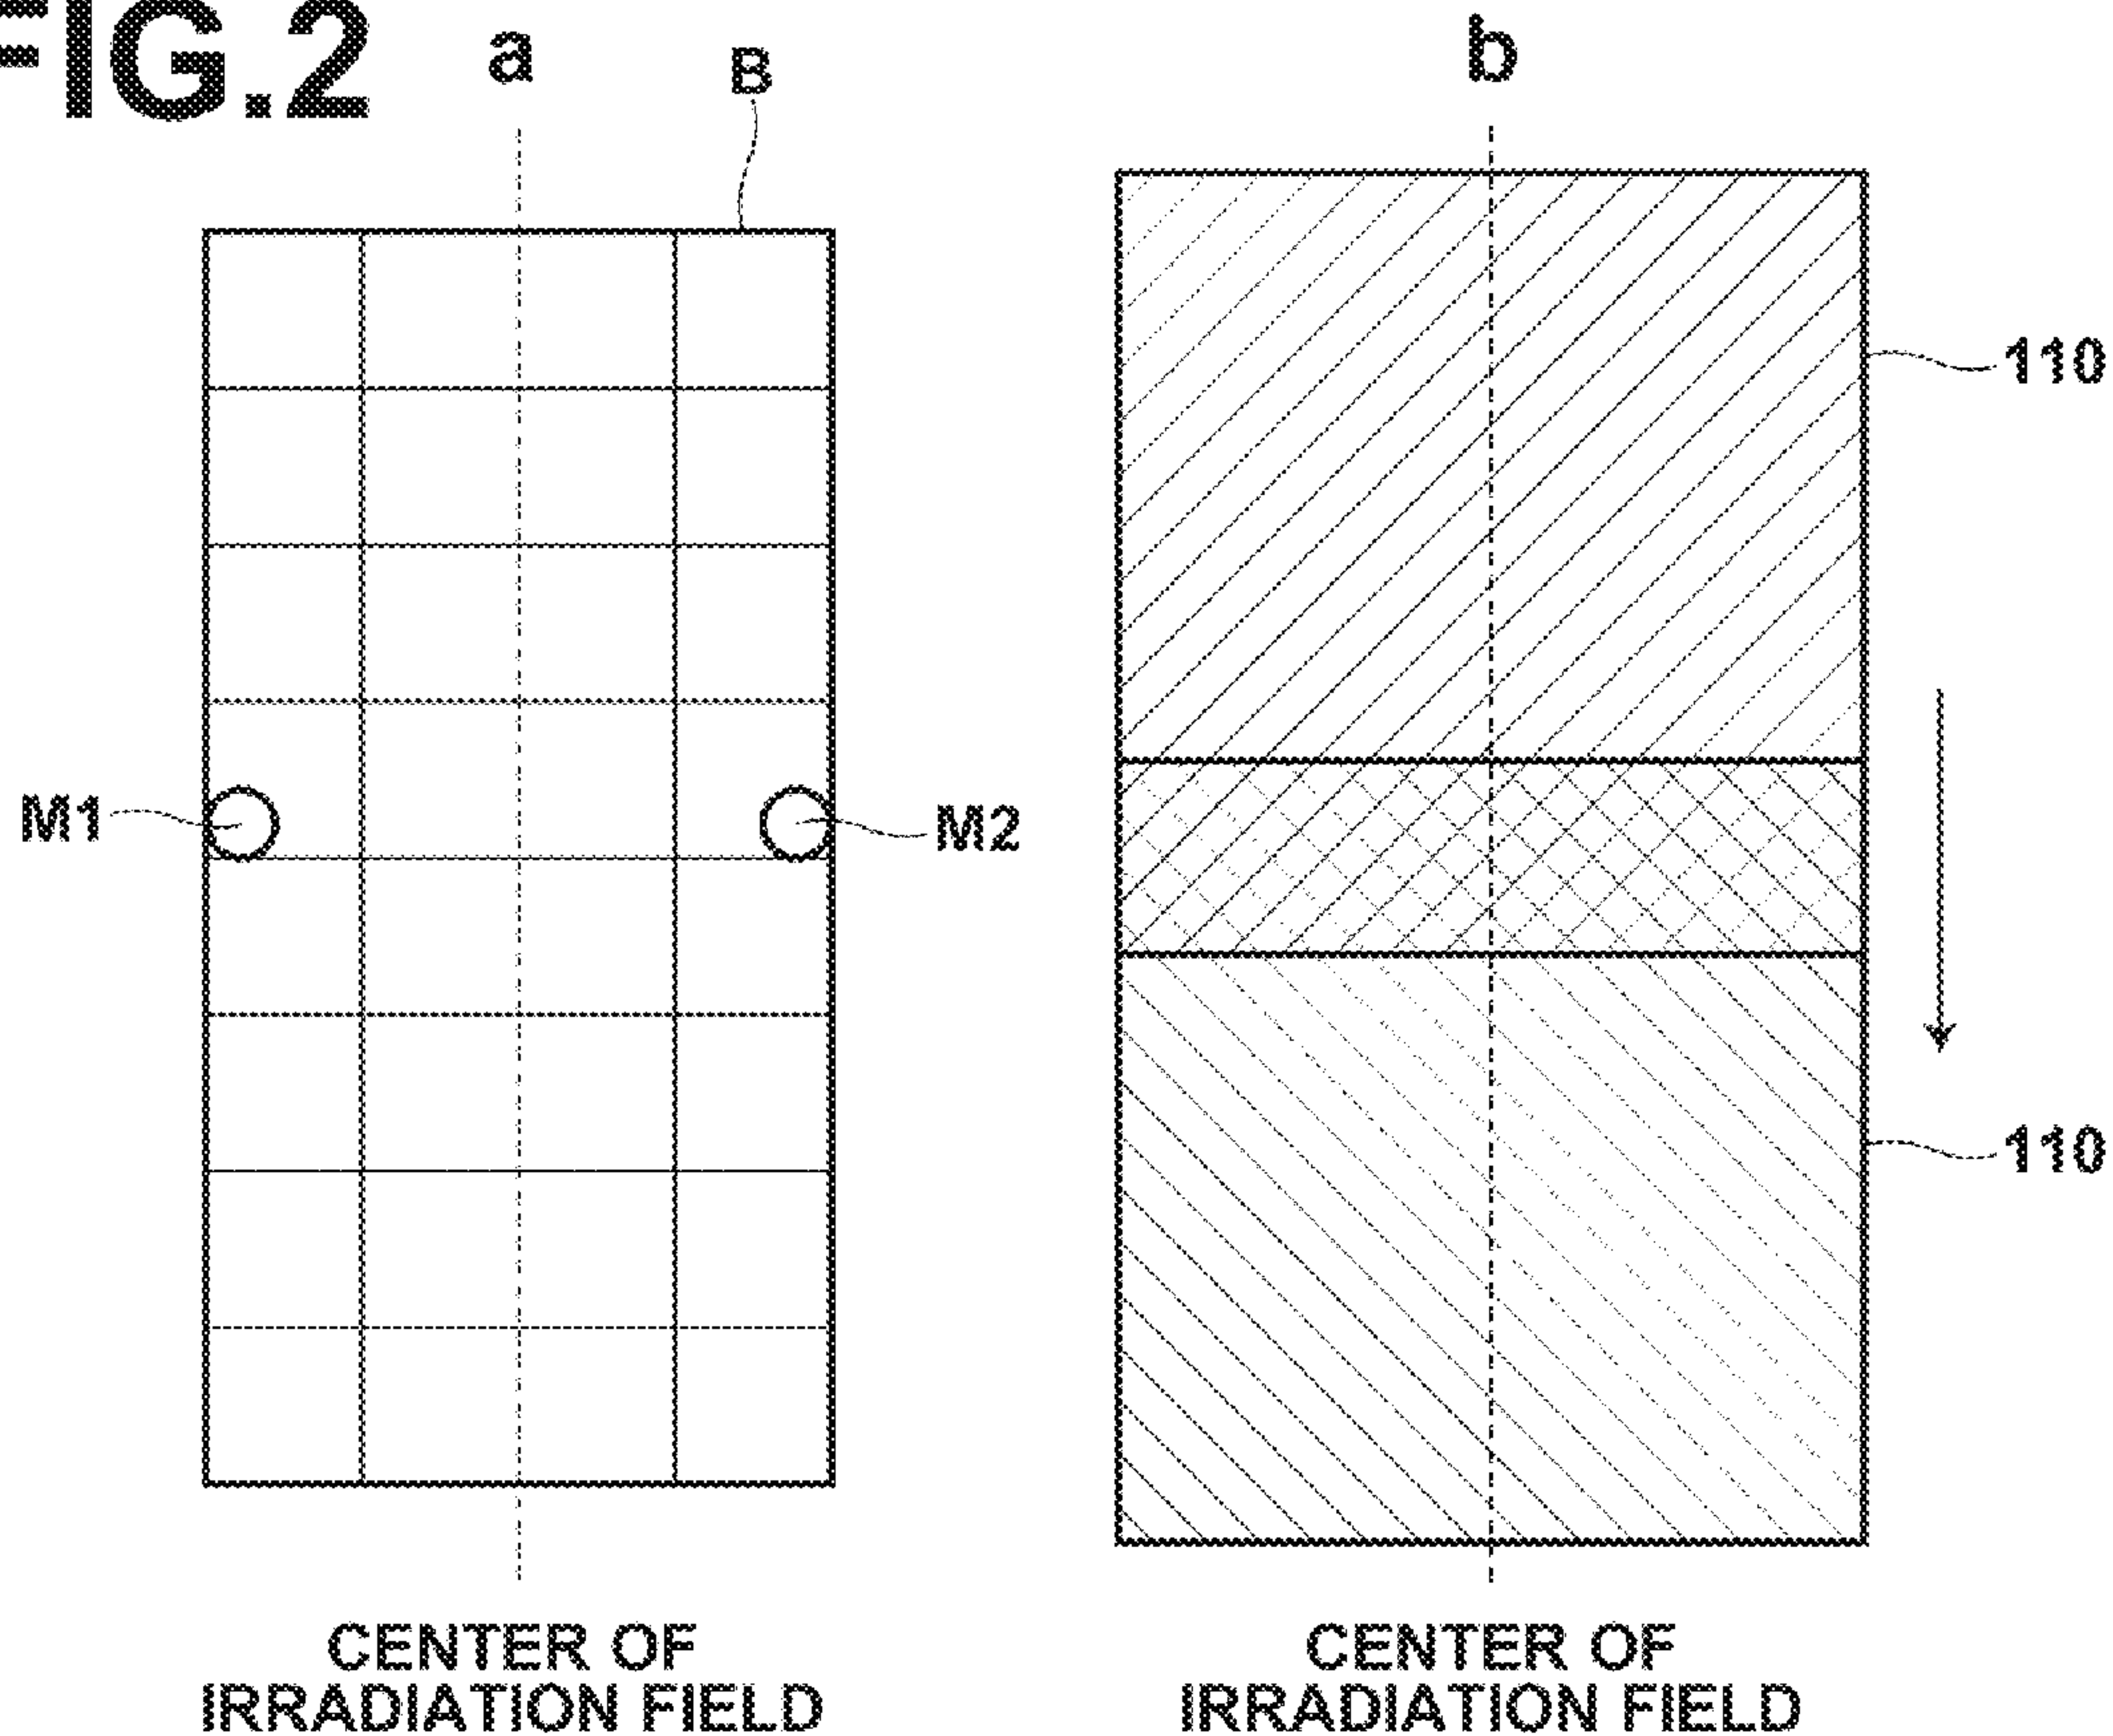 FIG.2
a
B
b
110
M1
M2
110
CENTER OF
IRRADIATION FIELD
CENTER OF
IRRADIATION FIELD